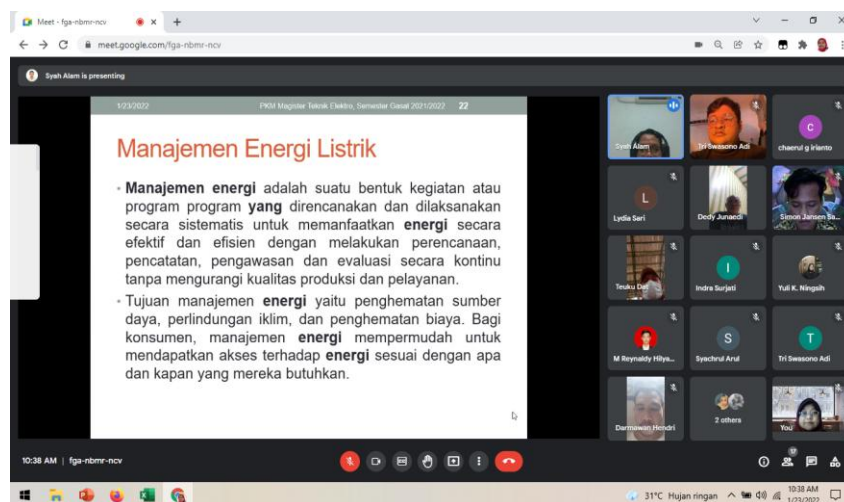 Meet - fga-nbmr-ncv
meet.google.com/fga-nbmr-ncv
Syah Alam is presenting
1/23/2022 PKM Magister Teknik Elektro, Semester Gasal 2021/2022 22
Manajemen Energi Listrik
• Manajemen energi adalah suatu bentuk kegiatan atau
program program yang direncanakan dan dilaksanakan
secara sistematis untuk memanfaatkan energi secara
efektif dan efisien dengan melakukan perencanaan,
pencatatan, pengawasan dan evaluasi secara kontinu
tanpa mengurangi kualitas produksi dan pelayanan.
• Tujuan manajemen energi yaitu penghematan sumber
daya, perlindungan iklim, dan penghematan biaya. Bagi
konsumen, manajemen energi mempermudah untuk
mendapatkan akses terhadap energi sesuai dengan apa
dan kapan yang mereka butuhkan.
Syah Alam
Tri Swasono Adi
C
chaerul g irianto
L
Lydia Sari
Dedy Junaedi
Simon Jansen Sa...
Teuku Dat
I
Indra Surjati
Yuli K. Ningsih
M Reynaldy Hilya...
S
Syachrul Arul
T
Tri Swasono Adi
Darmawan Hendri
2 others
You
10:38 AM | fga-nbmr-ncv
17
31°C Hujan ringan
10:38 AM
1/23/2022